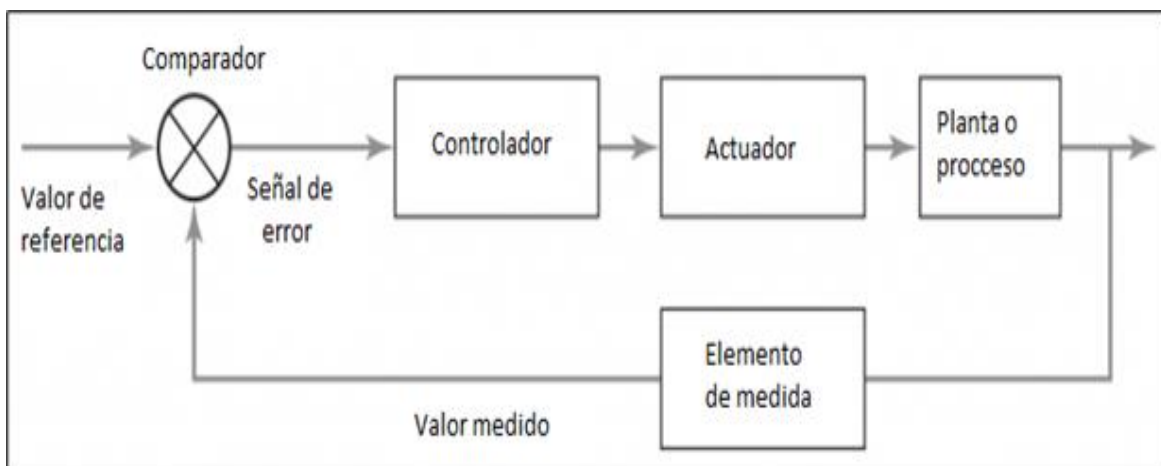 Comparador
Valor de
referencia
Señal de
error
Controlador
Actuador
Planta o
procceso
Elemento
de medida
Valor medido